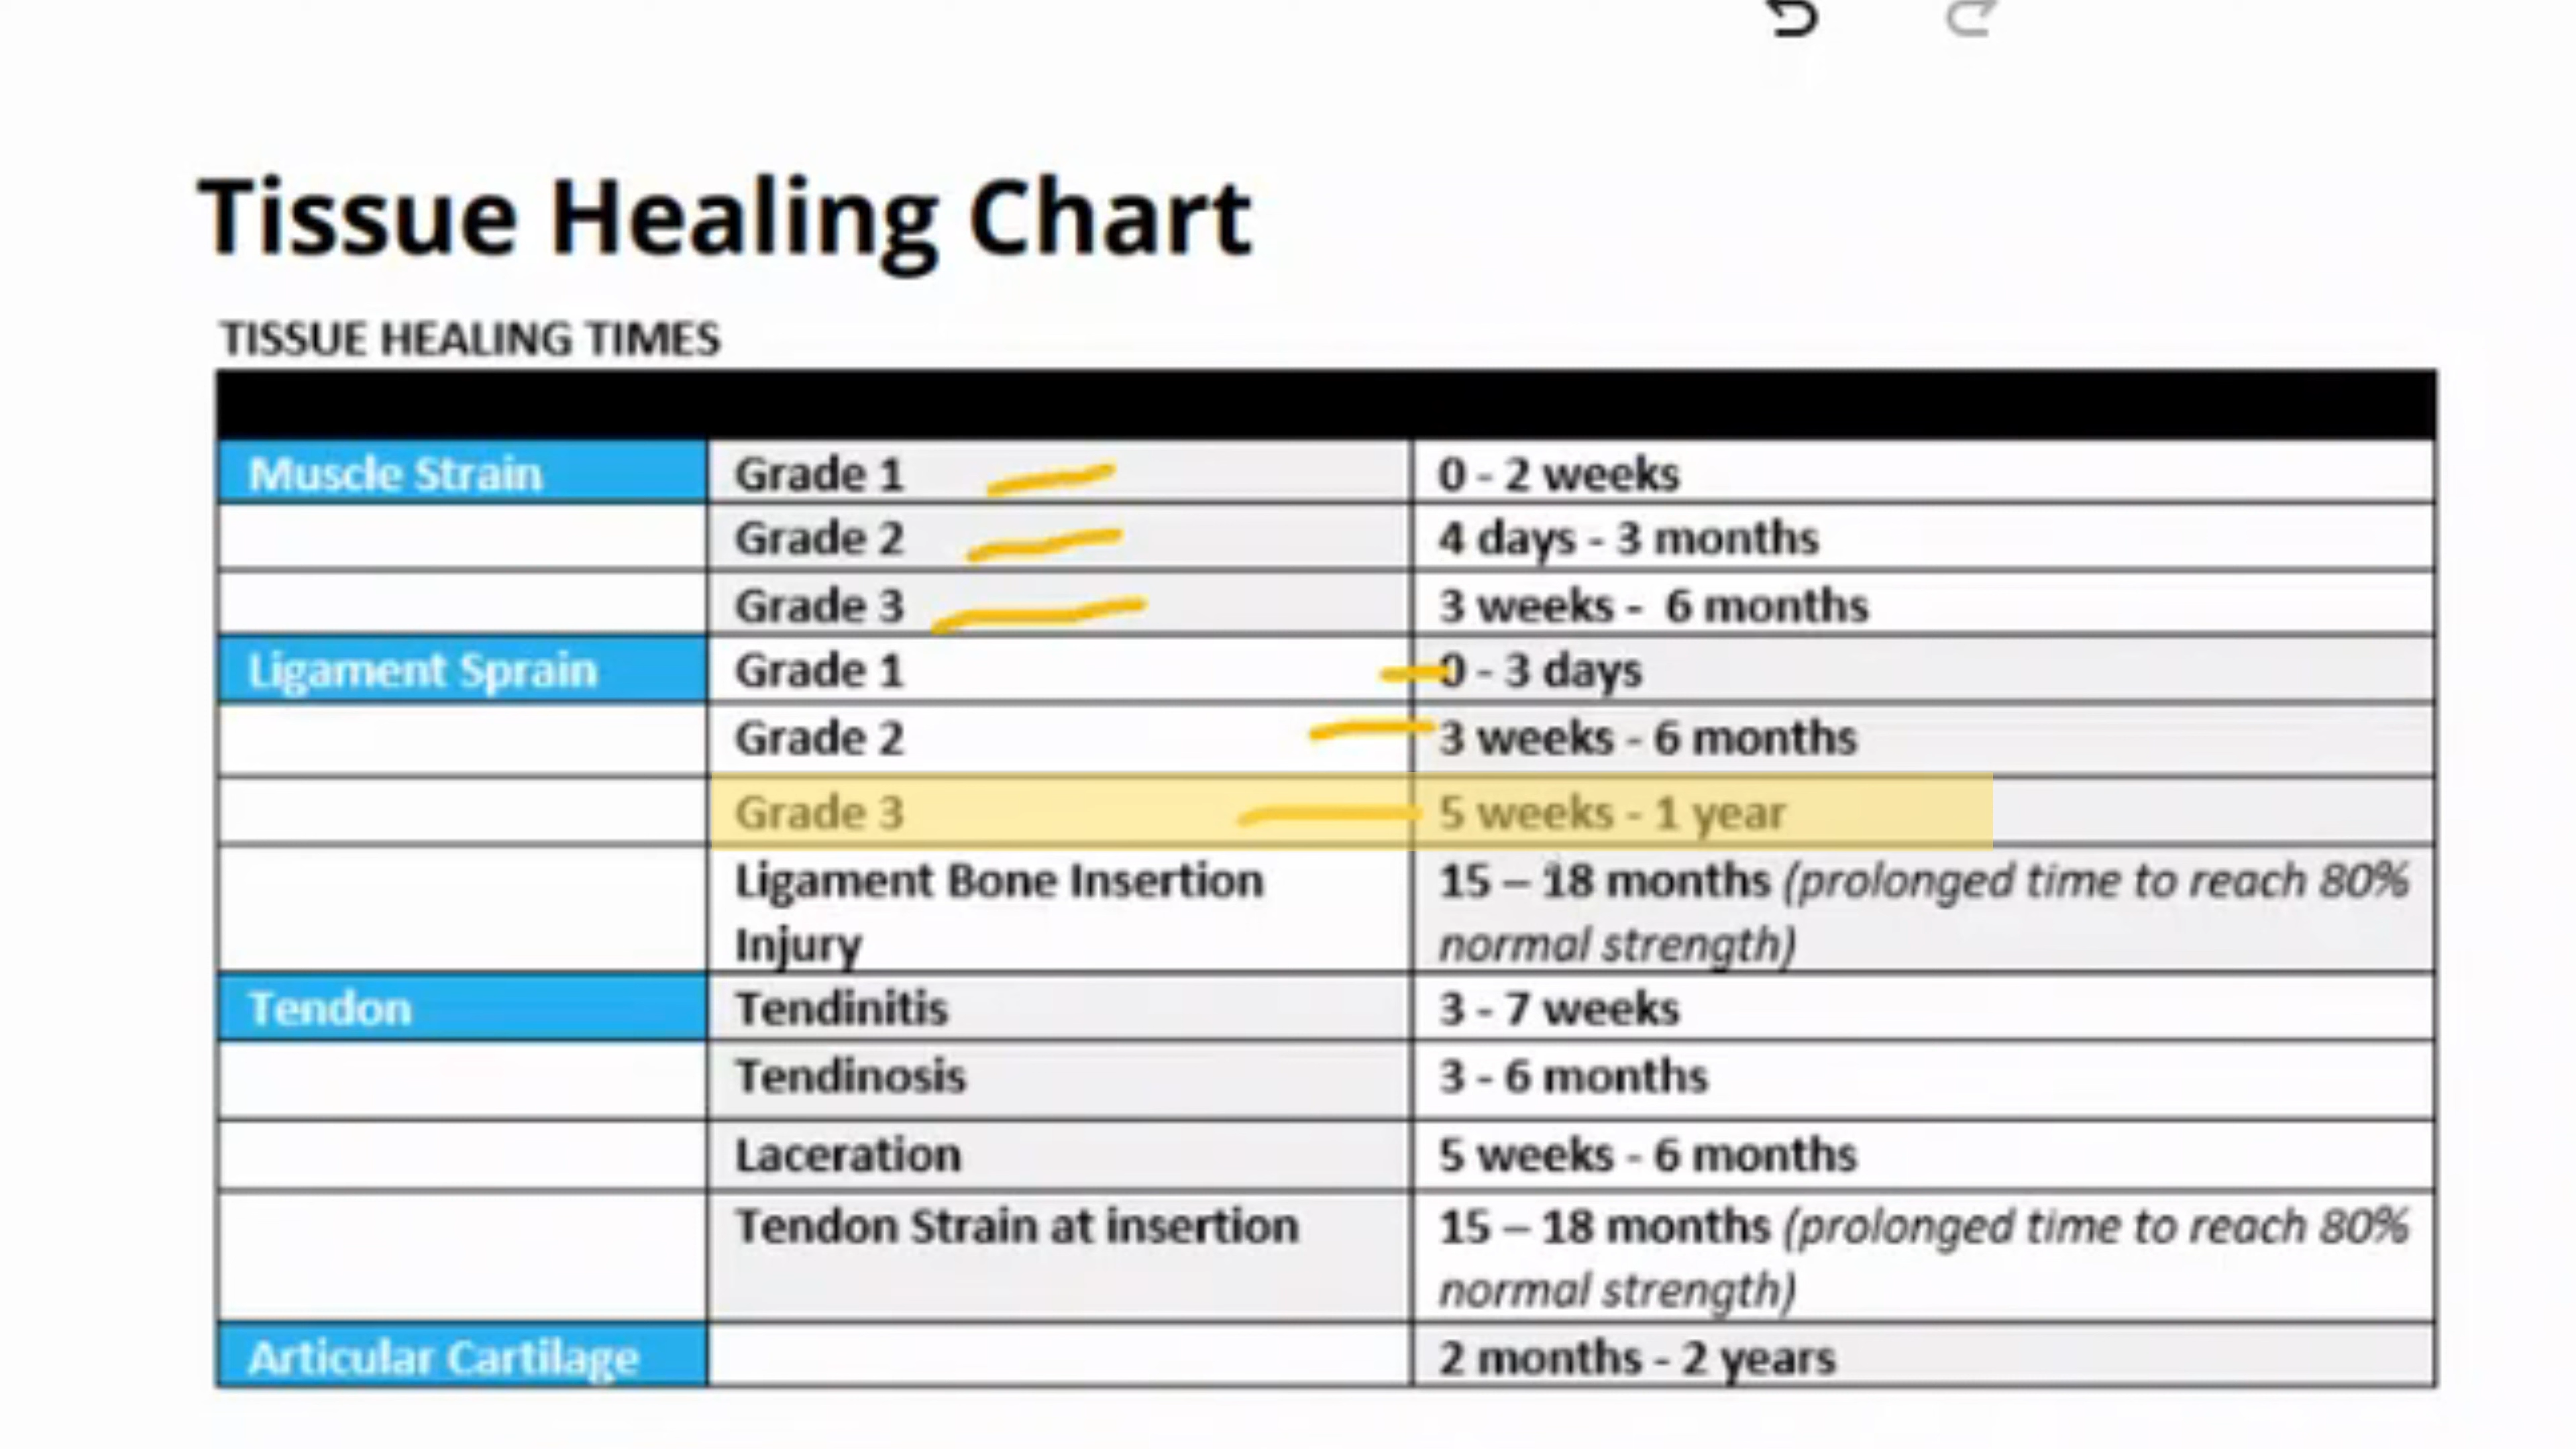 Tissue Healing Chart
TISSUE HEALING TIMES
Muscle Strain Grade 1 0 - 2 weeks
Grade 2 4 days - 3 months
Grade 3 3 weeks - 6 months
Ligament Sprain Grade 1 0 - 3 days
Grade 2 3 weeks - 6 months
Grade 3 5 weeks - 1 year
Ligament Bone Insertion 15 – 18 months (prolonged time to reach 80%
Injury normal strength)
Tendon Tendinitis 3 - 7 weeks
Tendinosis 3 - 6 months
Laceration 5 weeks - 6 months
Tendon Strain at insertion 15 – 18 months (prolonged time to reach 80%
normal strength)
Articular Cartilage 2 months - 2 years